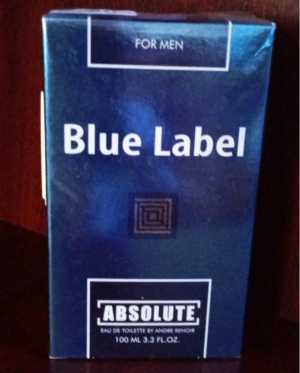 FOR MEN
Blue Label
ABSOLUTE
EAU DE TOILETTE BY ANDRE RENOIR
100 ML 3.3 FL.OZ.